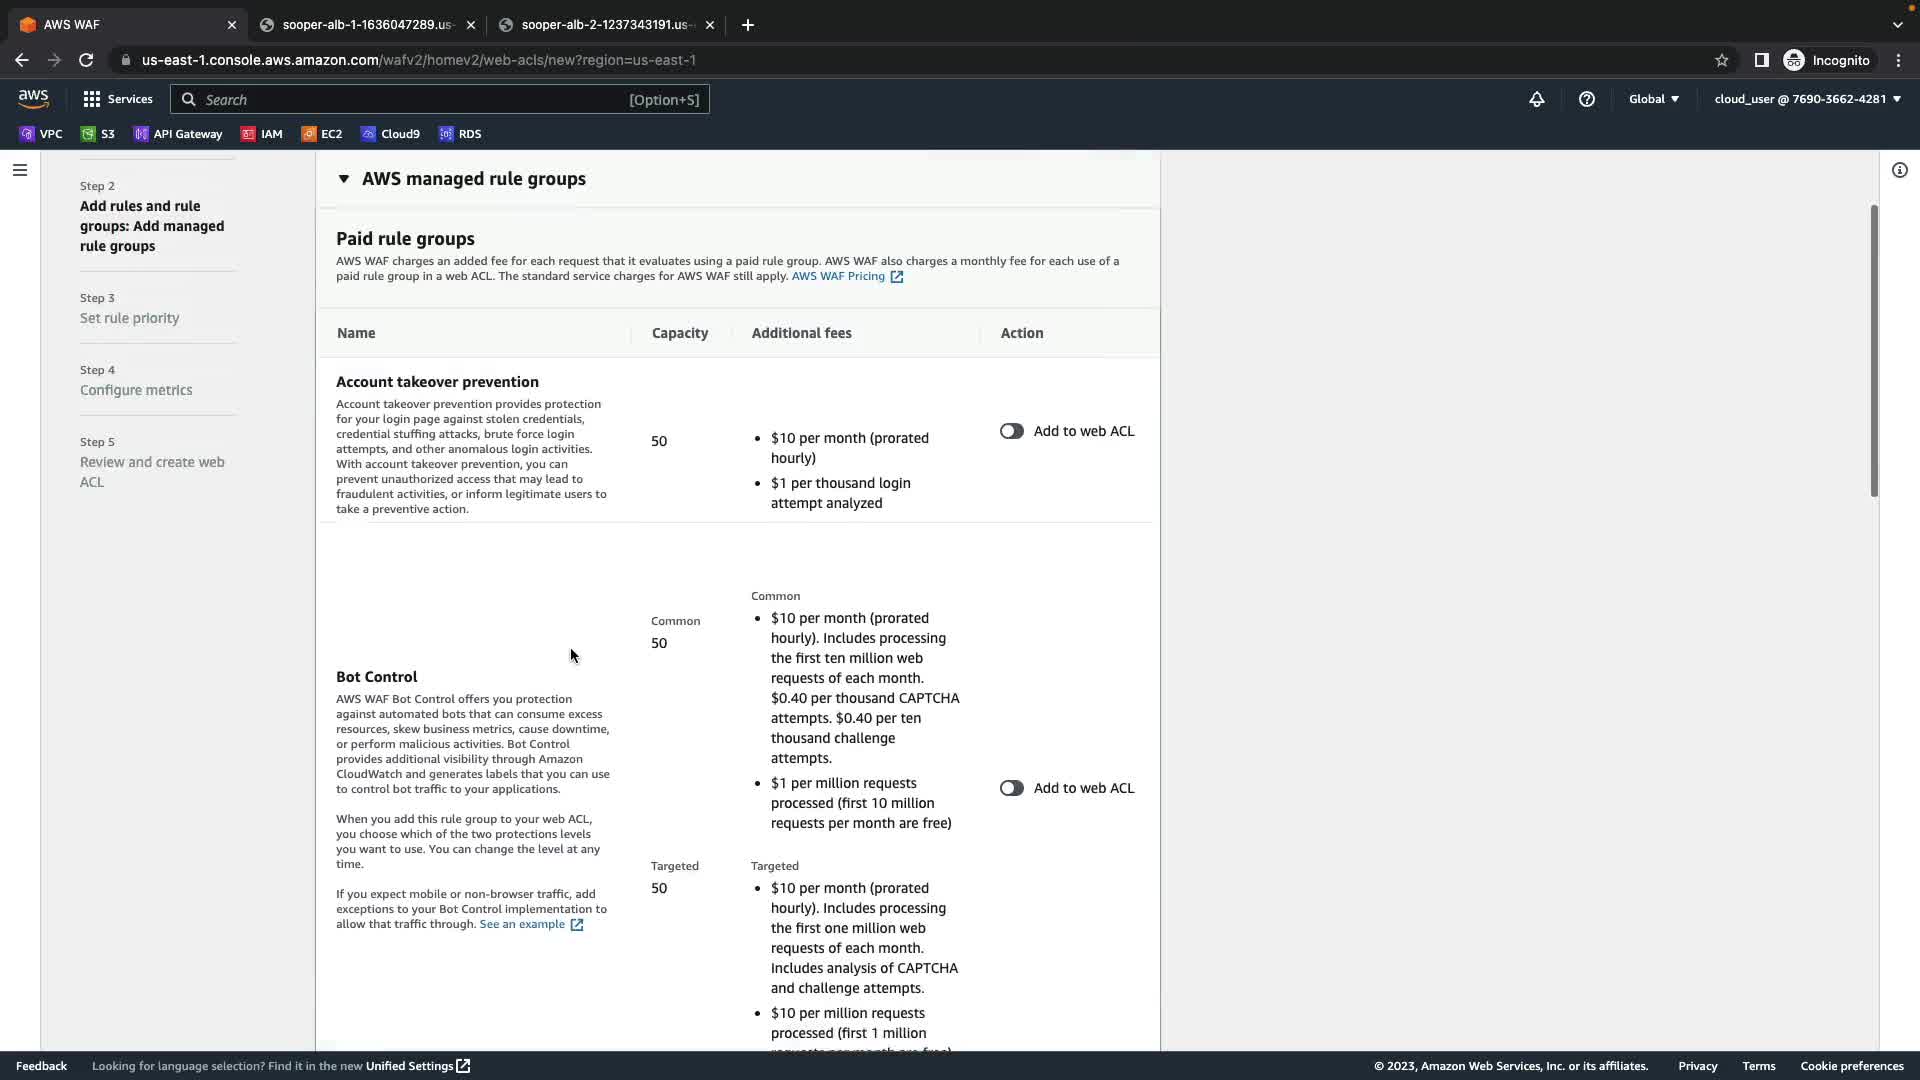 AWS WAF
sooper-alb-1-1636047289.us-
sooper-alb-2-1237343191.us-
us-east-1.console.aws.amazon.com/wafv2/homev2/web-acls/new?region=us-east-1
Incognito
aws
Services
Search
[Option+S]
Global
cloud_user @ 7690-3662-4281
VPC
S3
API Gateway
IAM
EC2
Cloud9
RDS
Step 2
Add rules and rule
groups: Add managed
rule groups
Step 3
Set rule priority
Step 4
Configure metrics
Step 5
Review and create web
ACL
AWS managed rule groups
Paid rule groups
AWS WAF charges an added fee for each request that it evaluates using a paid rule group. AWS WAF also charges a monthly fee for each use of a
paid rule group in a web ACL. The standard service charges for AWS WAF still apply. AWS WAF Pricing
Name
Capacity
Additional fees
Action
Account takeover prevention
Account takeover prevention provides protection
for your login page against stolen credentials,
credential stuffing attacks, brute force login
attempts, and other anomalous login activities.
With account takeover prevention, you can
prevent unauthorized access that may lead to
fraudulent activities, or inform legitimate users to
take a preventive action.
50
• $10 per month (prorated
hourly)
• $1 per thousand login
attempt analyzed
Add to web ACL
Bot Control
AWS WAF Bot Control offers you protection
against automated bots that can consume excess
resources, skew business metrics, cause downtime,
or perform malicious activities. Bot Control
provides additional visibility through Amazon
CloudWatch and generates labels that you can use
to control bot traffic to your applications.
When you add this rule group to your web ACL,
you choose which of the two protections levels
you want to use. You can change the level at any
time.
If you expect mobile or non-browser traffic, add
exceptions to your Bot Control implementation to
allow that traffic through. See an example
Common
50
Common
• $10 per month (prorated
hourly). Includes processing
the first ten million web
requests of each month.
$0.40 per thousand CAPTCHA
attempts. $0.40 per ten
thousand challenge
attempts.
• $1 per million requests
processed (first 10 million
requests per month are free)
Add to web ACL
Targeted
50
Targeted
• $10 per month (prorated
hourly). Includes processing
the first one million web
requests of each month.
Includes analysis of CAPTCHA
and challenge attempts.
• $10 per million requests
processed (first 1 million
Feedback
Looking for language selection? Find it in the new Unified Settings
© 2023, Amazon Web Services, Inc. or its affiliates.
Privacy
Terms
Cookie preferences